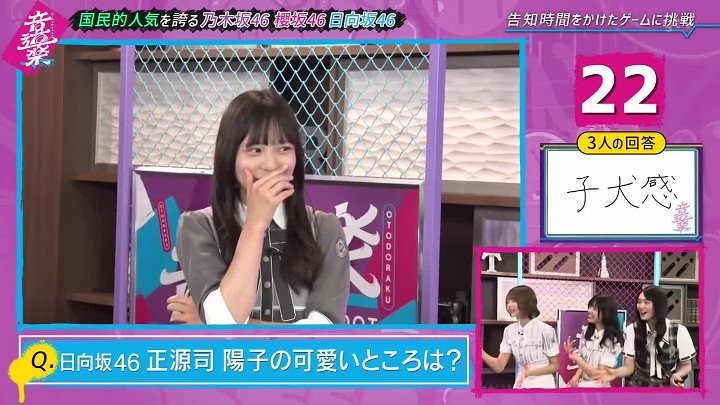 音道楽
国民的人気を誇る乃木坂46 櫻坂46 日向坂46
告知時間をかけたゲームに挑戦
22
3人の回答
子犬感
音道楽
OTODORAKU
Q. 日向坂46 正源司 陽子の可愛いところは?